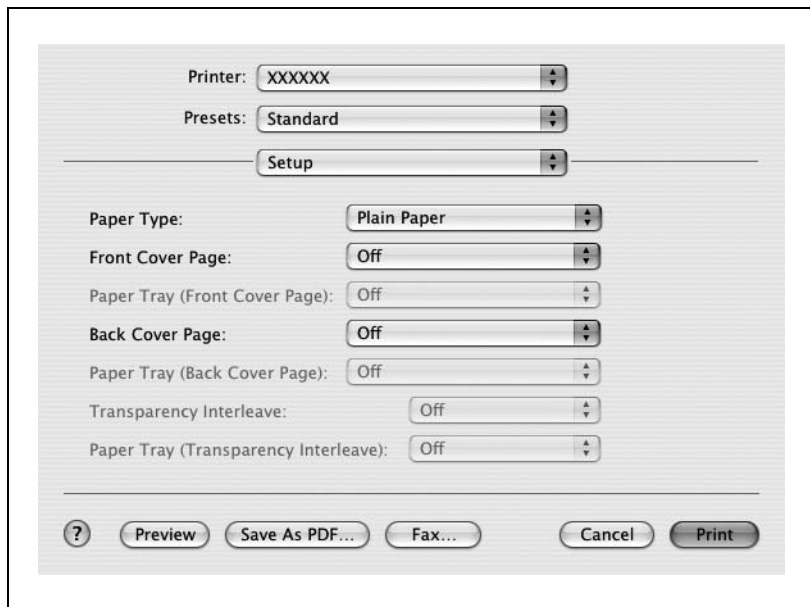 Printer: XXXXXX
Presets: Standard
Setup
Paper Type: Plain Paper
Front Cover Page: Off
Paper Tray (Front Cover Page): Off
Back Cover Page: Off
Paper Tray (Back Cover Page): Off
Transparency Interleave: Off
Paper Tray (Transparency Interleave): Off
? Preview Save As PDF... Fax... Cancel Print